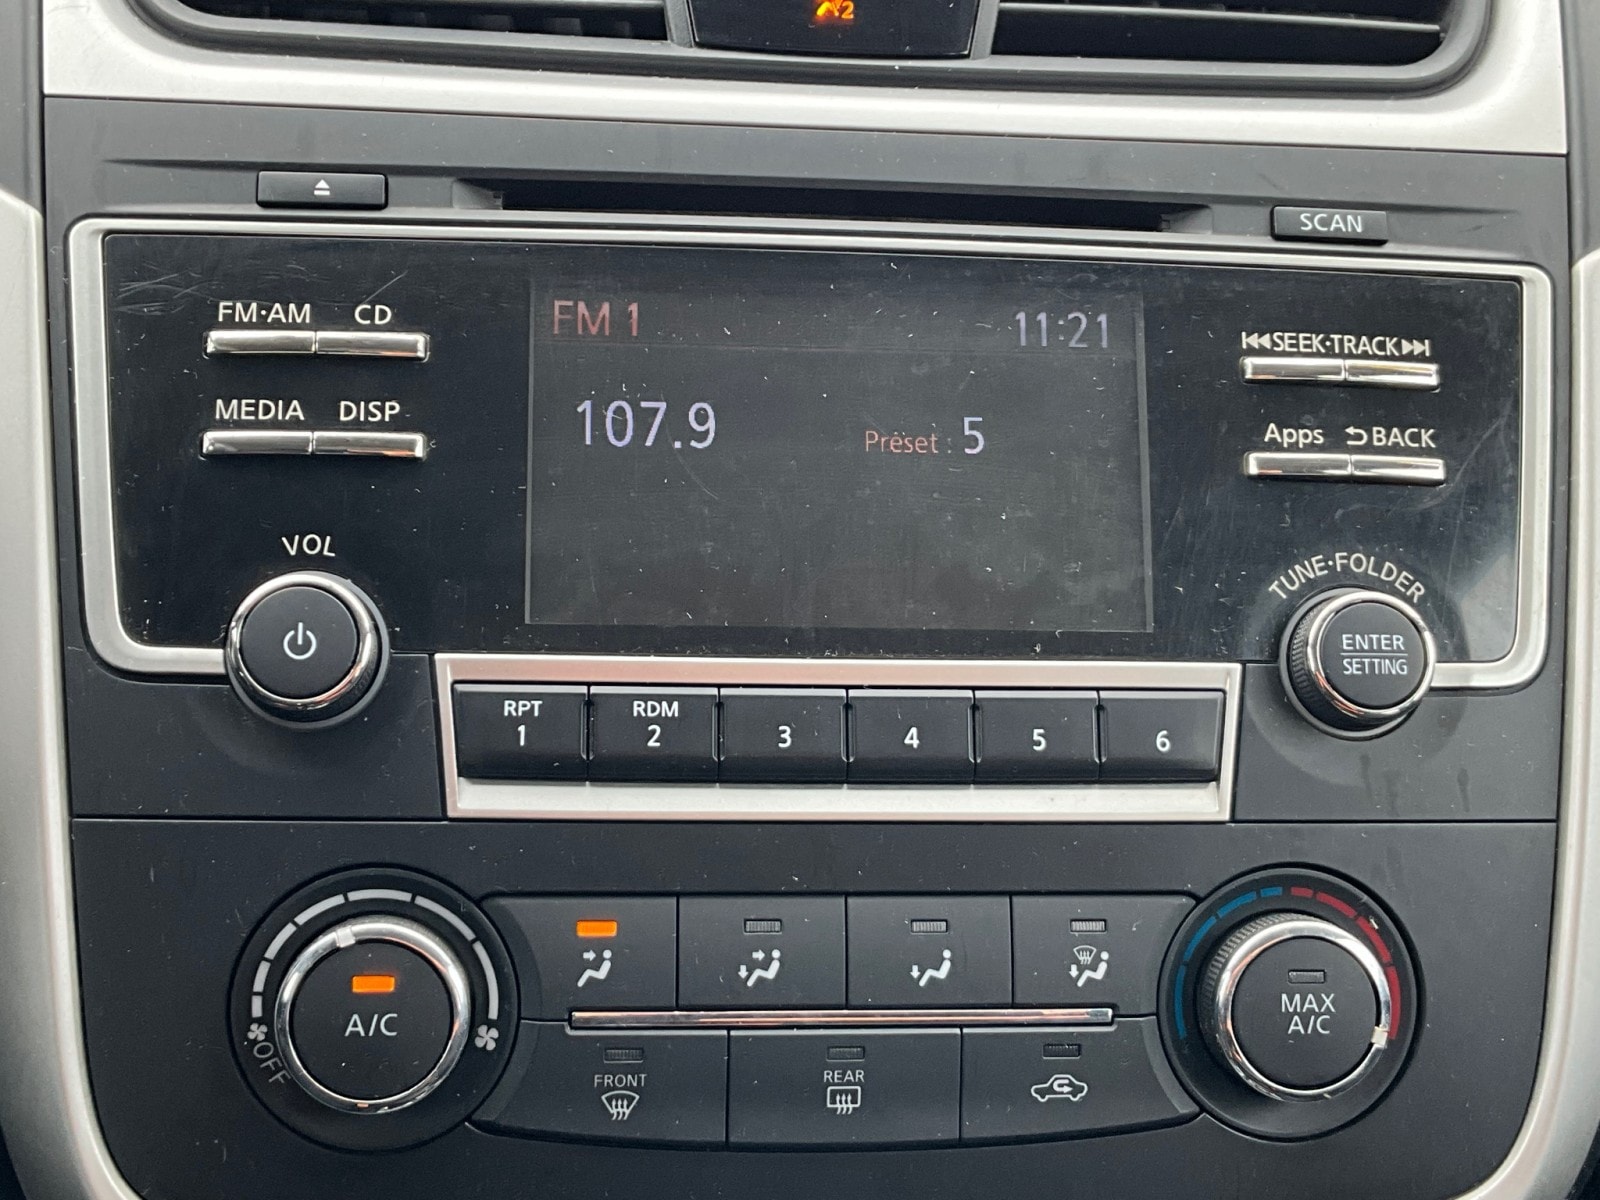 2
SCAN
FM·AM CD
FM 1 11:21
SEEK·TRACK
MEDIA DISP
107.9 Preset : 5
Apps BACK
VOL
TUNE·FOLDER
ENTER
SETTING
RPT RDM
1 2 3 4 5 6
A/C
OFF
MAX
A/C
FRONT REAR